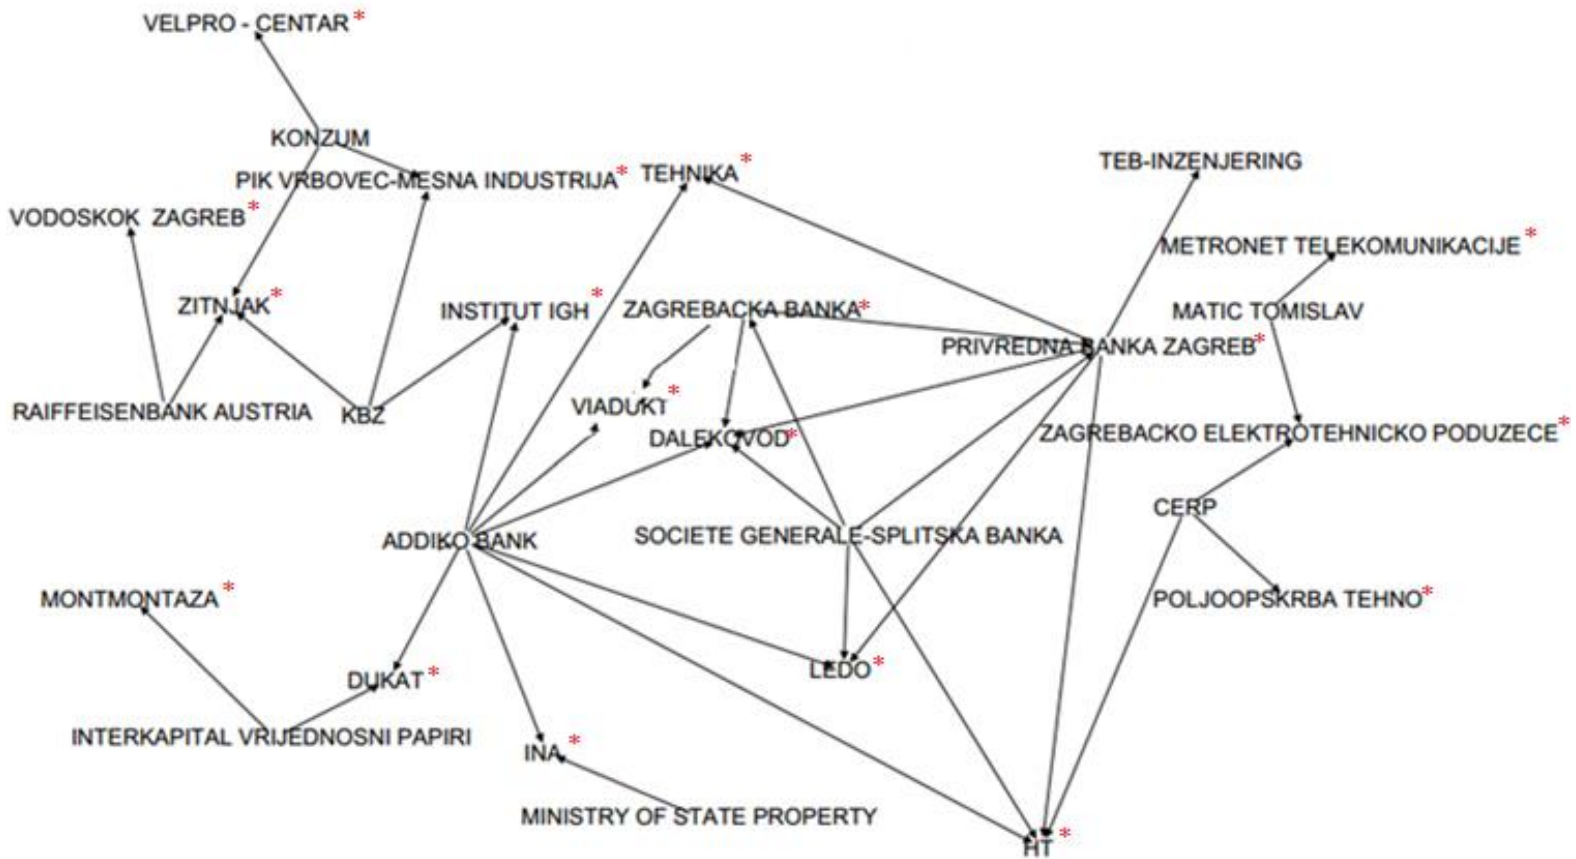 VELPRO - CENTAR *
KONZUM
PIK VRBOVEC-MESNA INDUSTRIJA *
TEHNIKA *
TEB-INZENJERING
VODOSKOK ZAGREB *
METRONET TELEKOMUNIKACIJE *
ZITNJAK *
INSTITUT IGH *
ZAGREBACKA BANKA *
MATIC TOMISLAV
PRIVREDNA BANKA ZAGREB *
RAIFFEISENBANK AUSTRIA
KBZ
VIADUKT *
DALEKOVOD *
ZAGREBACKO ELEKTROTEHNICKO PODUZECE *
CERP
ADDIKO BANK
SOCIETE GENERALE-SPLITSKA BANKA
MONTMONTAZA *
POLJOOPSKRBA TEHNO *
DUKAT *
LEDO *
INTERKAPITAL VRIJEDNOSNI PAPIRI
INA *
MINISTRY OF STATE PROPERTY
HT *